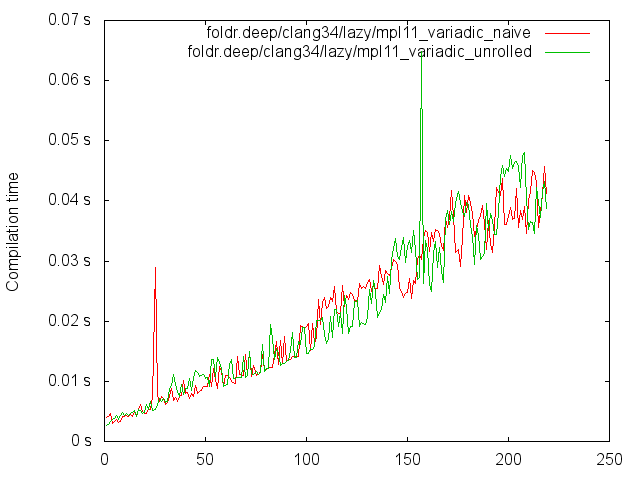 0.07 s
foldr.deep/clang34/lazy/mpl11_variadic_naive
foldr.deep/clang34/lazy/mpl11_variadic_unrolled
0.06 s
0.05 s
0.04 s
0.03 s
0.02 s
0.01 s
0 s
Compilation time
0 50 100 150 200 250